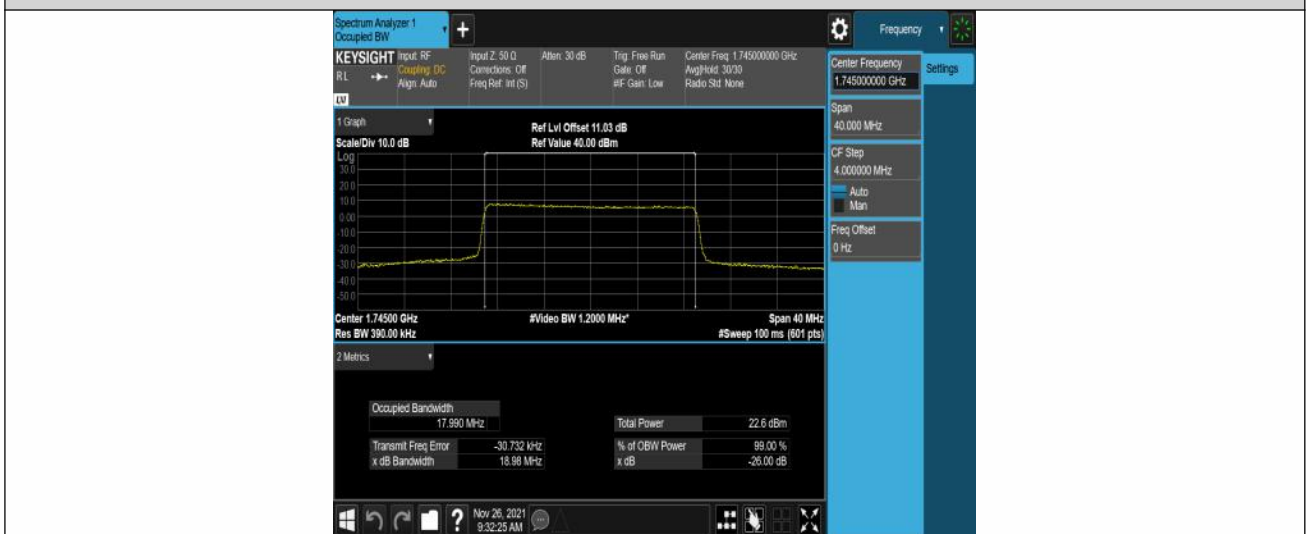 Spectrum Analyzer 1
Occupied BW
+
Frequency
KEYSIGHT
R L
LXI
Input: RF
Coupling: DC
Align: Auto
Input Z: 50 Ω
Corrections: Off
Freq Ref: Int (S)
Atten: 30 dB
Trig: Free Run
Gate: Off
#IF Gain: Low
Center Freq: 1.745000000 GHz
Avg|Hold: 30/30
Radio Std: None
Center Frequency
1.745000000 GHz
Settings
Span
40.000 MHz
CF Step
4.000000 MHz
Auto
Man
Freq Offset
0 Hz
1 Graph
Ref Lvl Offset 11.03 dB
Scale/Div 10.0 dB
Ref Value 40.00 dBm
Log
30.0
20.0
10.0
0.00
-10.0
-20.0
-30.0
-40.0
-50.0
Center 1.74500 GHz
#Video BW 1.2000 MHz*
Span 40 MHz
Res BW 390.00 kHz
#Sweep 100 ms (601 pts)
2 Metrics
Occupied Bandwidth
17.990 MHz
Total Power 22.6 dBm
Transmit Freq Error -30.732 kHz
% of OBW Power 99.00 %
x dB Bandwidth 18.98 MHz
x dB -26.00 dB
?
Nov 26, 2021
9:32:25 AM